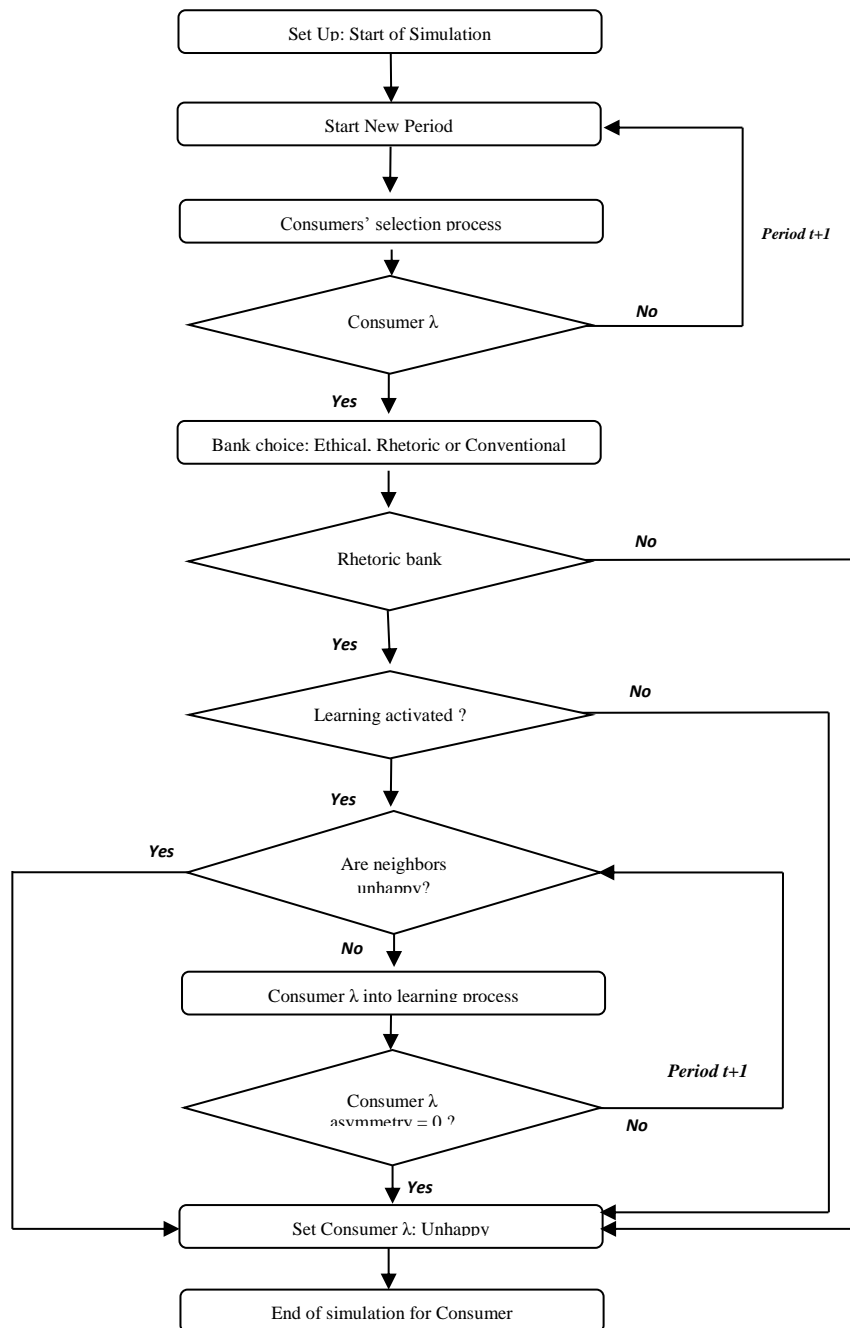 Set Up: Start of Simulation
Start New Period
Consumers’ selection process
Period t+1
Consumer λ
No
Yes
Bank choice: Ethical. Rhetoric or Conventional
No
Rhetoric bank
Yes
No
Learning activated ?
Yes
Yes
Are neighbors
unhappy?
No
Consumer λ into learning process
Period t+1
Consumer λ
asymmetry = 0 ?
No
Yes
Set Consumer λ: Unhappy
End of simulation for Consumer